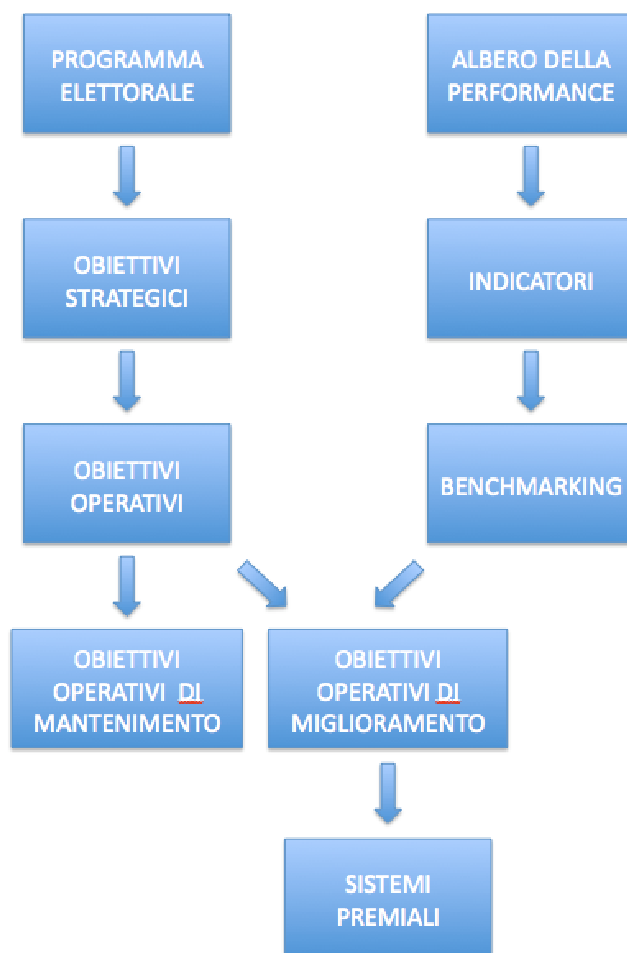 PROGRAMMA
ELETTORALE
ALBERO DELLA
PERFORMANCE
OBIETTIVI
STRATEGICI
INDICATORI
OBIETTIVI
OPERATIVI
BENCHMARKING
OBIETTIVI
OPERATIVI DI
MANTENIMENTO
OBIETTIVI
OPERATIVI DI
MIGLIORAMENTO
SISTEMI
PREMIALI